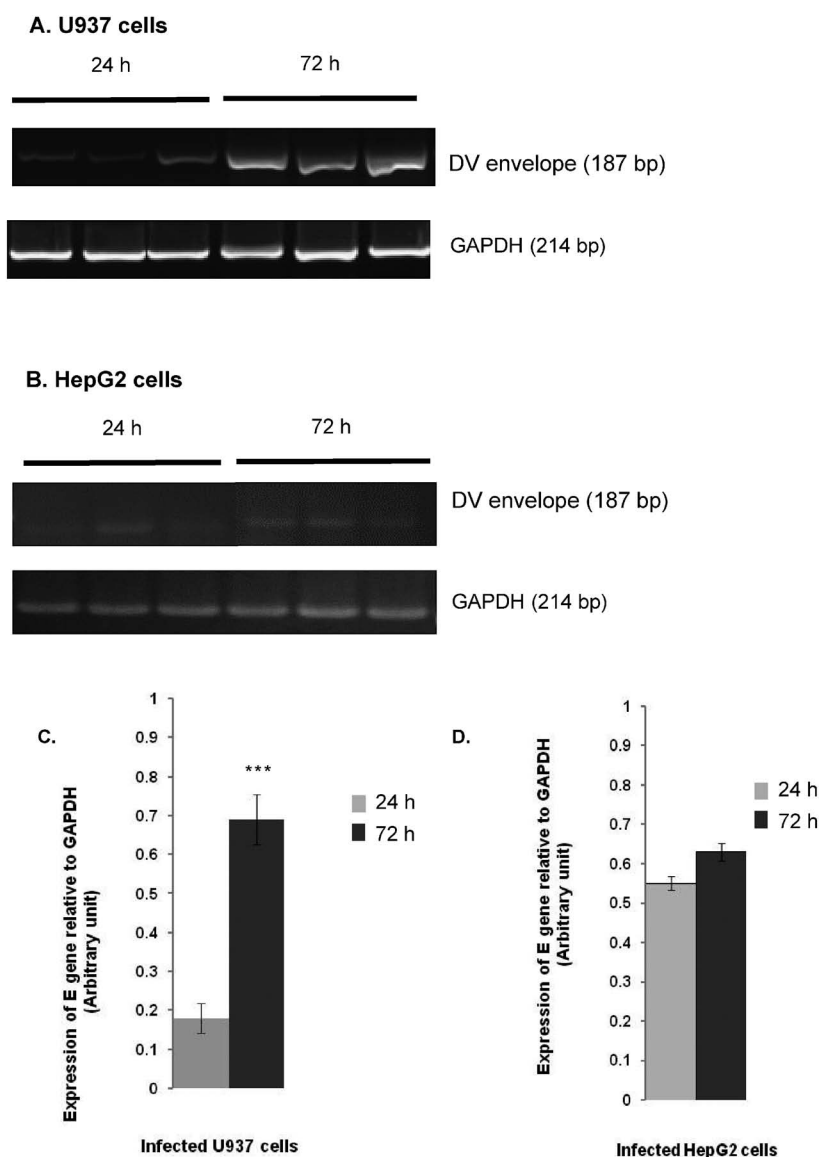 A. U937 cells
24 h
72 h
DV envelope (187 bp)
GAPDH (214 bp)
B. HepG2 cells
24 h
72 h
DV envelope (187 bp)
GAPDH (214 bp)
C.
Expression of E gene relative to GAPDH
(Arbitrary unit)
1
0.9
0.8
0.7
0.6
0.5
0.4
0.3
0.2
0.1
0
***
24 h
72 h
Infected U937 cells
D.
Expression of E gene relative to GAPDH
(Arbitrary unit)
1
0.9
0.8
0.7
0.6
0.5
0.4
0.3
0.2
0.1
0
24 h
72 h
Infected HepG2 cells